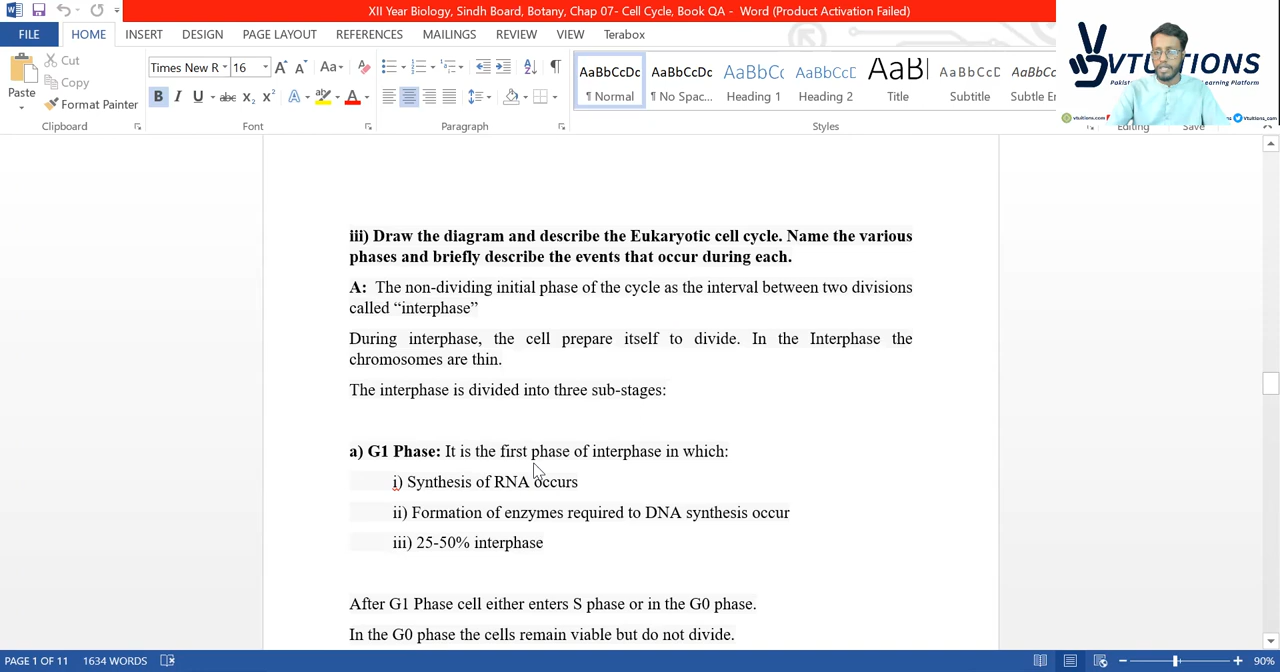 XII Year Biology, Sindh Board, Botany, Chap 07- Cell Cycle, Book QA - Word (Product Activation Failed)
FILE HOME INSERT DESIGN PAGE LAYOUT REFERENCES MAILINGS REVIEW VIEW Terabox
VTUTIONS
Cut
Copy
Format Painter
Paste
Times New R 16
AaBbCcDc AaBbCcDc AaBbCc AaBbCcD AaBl AaBbCcD AaBbCc
¶ Normal ¶ No Spac... Heading 1 Heading 2 Title Subtitle Subtle Er
Clipboard Font Paragraph Styles Editing Save
iii) Draw the diagram and describe the Eukaryotic cell cycle. Name the various
phases and briefly describe the events that occur during each.
A: The non-dividing initial phase of the cycle as the interval between two divisions
called “interphase”
During interphase, the cell prepare itself to divide. In the Interphase the
chromosomes are thin.
The interphase is divided into three sub-stages:
a) G1 Phase: It is the first phase of interphase in which:
i) Synthesis of RNA occurs
ii) Formation of enzymes required to DNA synthesis occur
iii) 25-50% interphase
After G1 Phase cell either enters S phase or in the G0 phase.
In the G0 phase the cells remain viable but do not divide.
PAGE 1 OF 11 1634 WORDS 90%